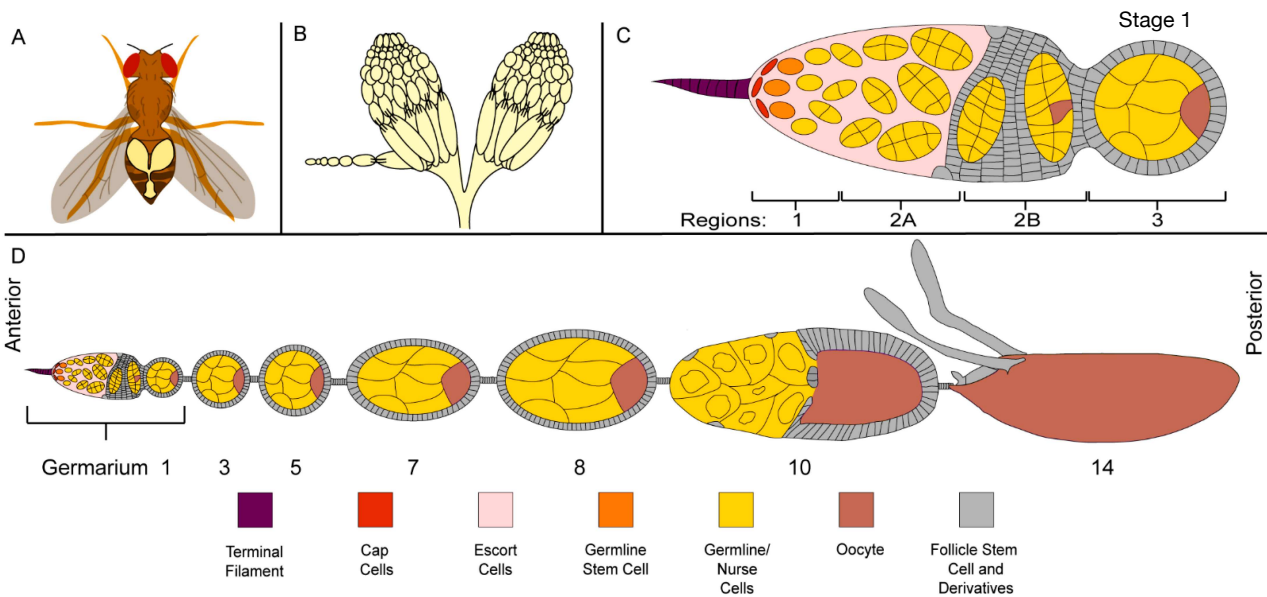 A
B
C
Stage 1
Regions: 1 2A 2B 3
D
Anterior
Posterior
Germarium 1 3 5 7 8 10 14
Terminal
Filament
Cap
Cells
Escort
Cells
Germline
Stem Cell
Germline/
Nurse
Cells
Oocyte
Follicle Stem
Cell and
Derivatives